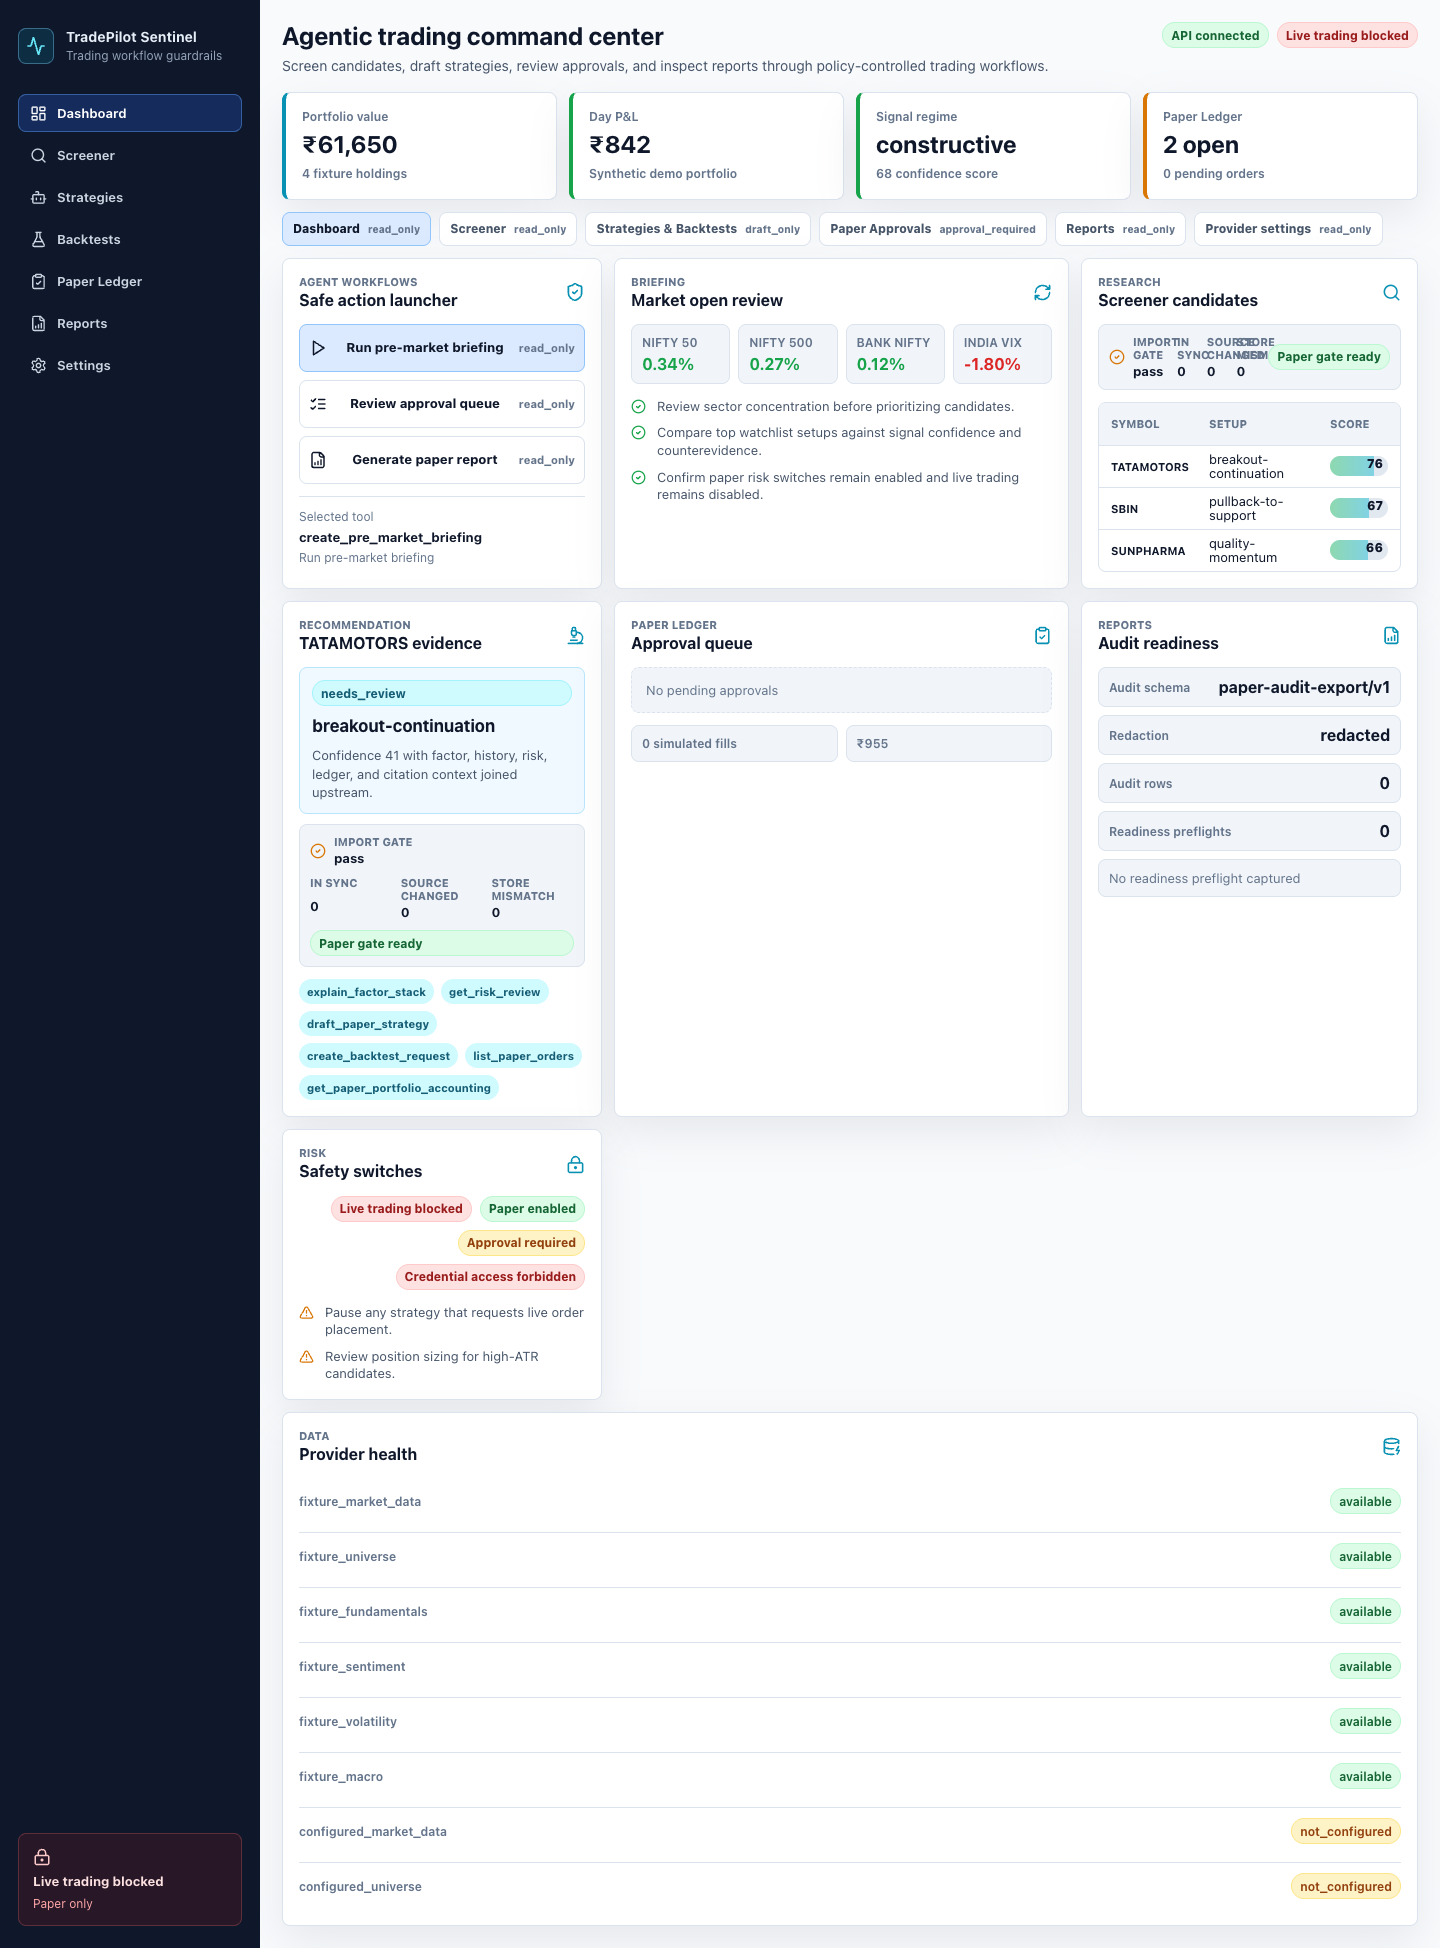 TradePilot Sentinel
Trading workflow guardrails
Dashboard
Screener
Strategies
Backtests
Paper Ledger
Reports
Settings
Live trading blocked
Paper only
Agentic trading command center
API connected
Live trading blocked
Screen candidates, draft strategies, review approvals, and inspect reports through policy-controlled trading workflows.
Portfolio value
₹61,650
4 fixture holdings
Day P&L
₹842
Synthetic demo portfolio
Signal regime
constructive
68 confidence score
Paper Ledger
2 open
0 pending orders
Dashboard read_only
Screener read_only
Strategies & Backtests draft_only
Paper Approvals approval_required
Reports read_only
Provider settings read_only
AGENT WORKFLOWS
Safe action launcher
Run pre-market briefing read_only
Review approval queue read_only
Generate paper report read_only
Selected tool
create_pre_market_briefing
Run pre-market briefing
BRIEFING
Market open review
NIFTY 50
0.34%
NIFTY 500
0.27%
BANK NIFTY
0.12%
INDIA VIX
-1.80%
Review sector concentration before prioritizing candidates.
Compare top watchlist setups against signal confidence and
counterevidence.
Confirm paper risk switches remain enabled and live trading
remains disabled.
RESEARCH
Screener candidates
IMPORT
GATE
pass
IN
SYNC
0
SOURCE
CHANGED
0
STORE
0
Paper gate ready
SYMBOL SETUP SCORE
TATAMOTORS
breakout-
continuation
76
SBIN
pullback-to-
support
67
SUNPHARMA
quality-
momentum
66
RECOMMENDATION
TATAMOTORS evidence
needs_review
breakout-continuation
Confidence 41 with factor, history, risk,
ledger, and citation context joined
upstream.
IMPORT GATE
pass
IN SYNC
0
SOURCE
CHANGED
0
STORE
MISMATCH
0
Paper gate ready
explain_factor_stack
get_risk_review
draft_paper_strategy
create_backtest_request
list_paper_orders
get_paper_portfolio_accounting
PAPER LEDGER
Approval queue
No pending approvals
0 simulated fills
₹955
REPORTS
Audit readiness
Audit schema paper-audit-export/v1
Redaction redacted
Audit rows 0
Readiness preflights 0
No readiness preflight captured
RISK
Safety switches
Live trading blocked
Paper enabled
Approval required
Credential access forbidden
Pause any strategy that requests live order
placement.
Review position sizing for high-ATR
candidates.
DATA
Provider health
fixture_market_data available
fixture_universe available
fixture_fundamentals available
fixture_sentiment available
fixture_volatility available
fixture_macro available
configured_market_data not_configured
configured_universe not_configured